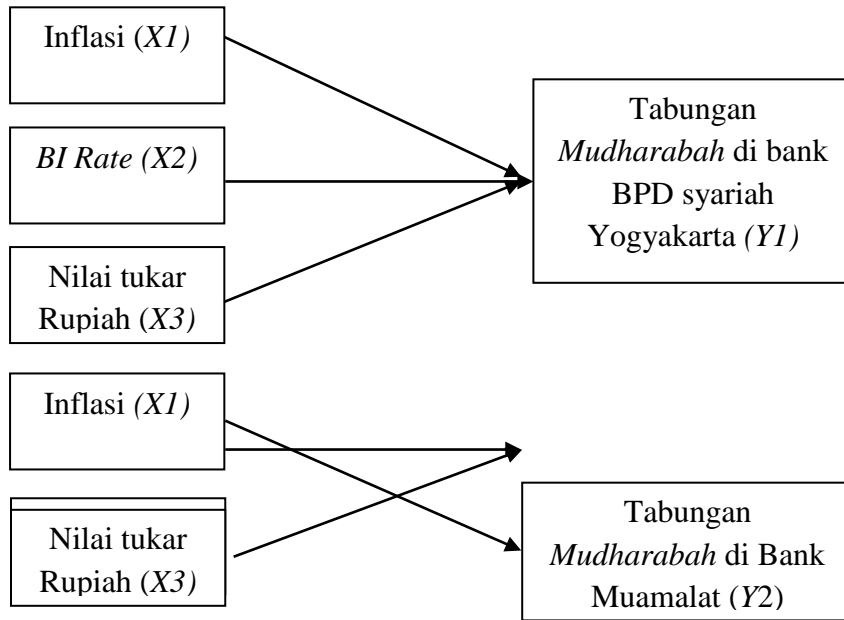 Inflasi (X1)
BI Rate (X2)
Nilai tukar
Rupiah (X3)
Tabungan
Mudharabah di bank
BPD syariah
Yogyakarta (Y1)
Inflasi (X1)
Nilai tukar
Rupiah (X3)
Tabungan
Mudharabah di Bank
Muamalat (Y2)